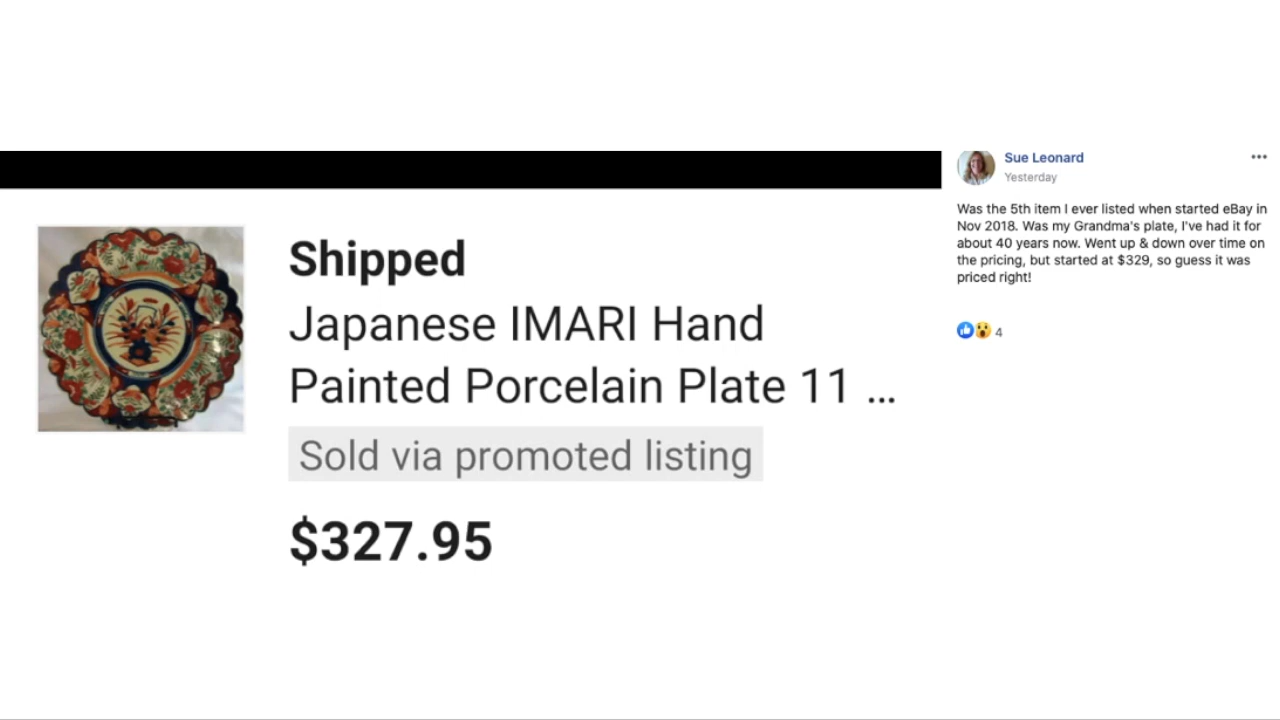 Shipped
Japanese IMARI Hand
Painted Porcelain Plate 11 ...
Sold via promoted listing
$327.95
Sue Leonard
Yesterday
Was the 5th item I ever listed when started eBay in
Nov 2018. Was my Grandma's plate, I've had it for
about 40 years now. Went up & down over time on
the pricing, but started at $329, so guess it was
priced right!
4